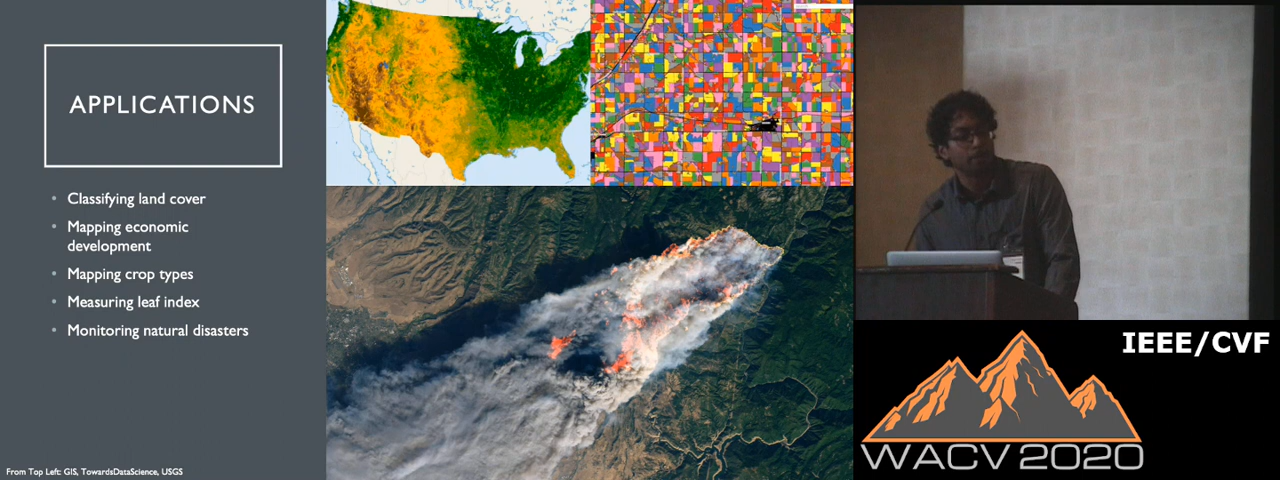 APPLICATIONS
• Classifying land cover
• Mapping economic
development
• Mapping crop types
• Measuring leaf index
• Monitoring natural disasters
From Top Left: GIS, TowardsDataScience, USGS
IEEE/CVF
WACV 2020